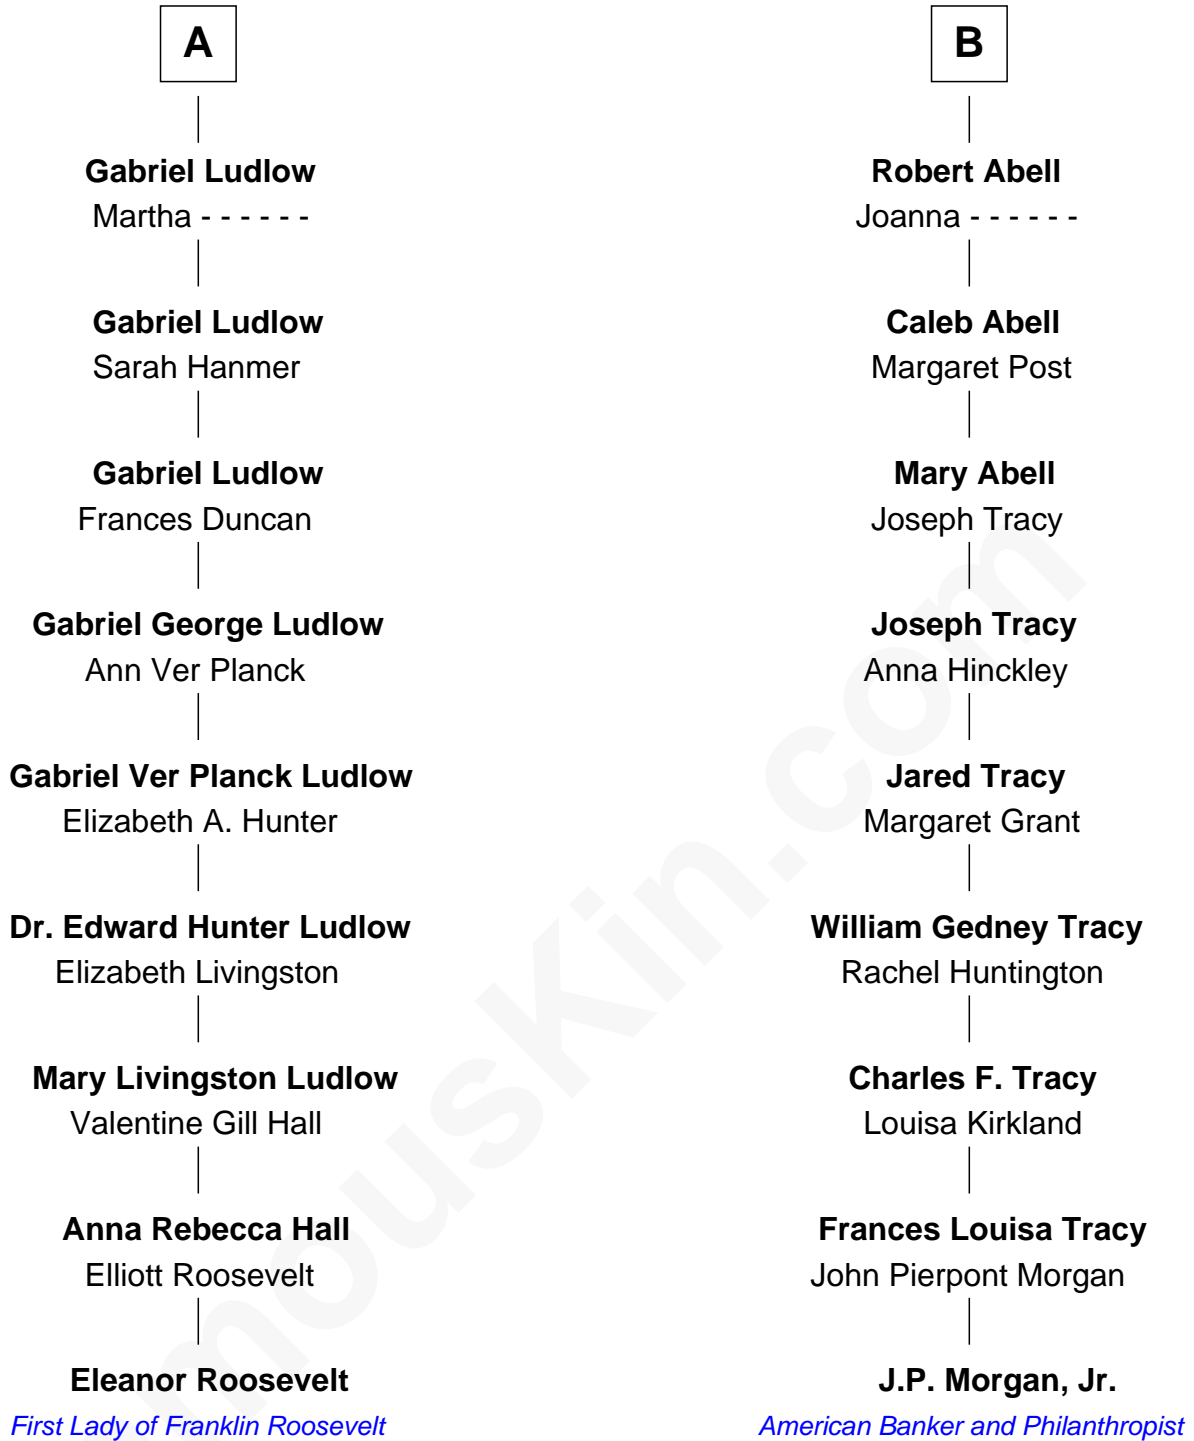 A
Gabriel Ludlow
Martha - - - - - -
Gabriel Ludlow
Sarah Hanmer
Gabriel Ludlow
Frances Duncan
Gabriel George Ludlow
Ann Ver Planck
Gabriel Ver Planck Ludlow
Elizabeth A. Hunter
Dr. Edward Hunter Ludlow
Elizabeth Livingston
Mary Livingston Ludlow
Valentine Gill Hall
Anna Rebecca Hall
Elliott Roosevelt
Eleanor Roosevelt
First Lady of Franklin Roosevelt
B
Robert Abell
Joanna - - - - - -
Caleb Abell
Margaret Post
Mary Abell
Joseph Tracy
Joseph Tracy
Anna Hinckley
Jared Tracy
Margaret Grant
William Gedney Tracy
Rachel Huntington
Charles F. Tracy
Louisa Kirkland
Frances Louisa Tracy
John Pierpont Morgan
J.P. Morgan, Jr.
American Banker and Philanthropist
mousKin.com